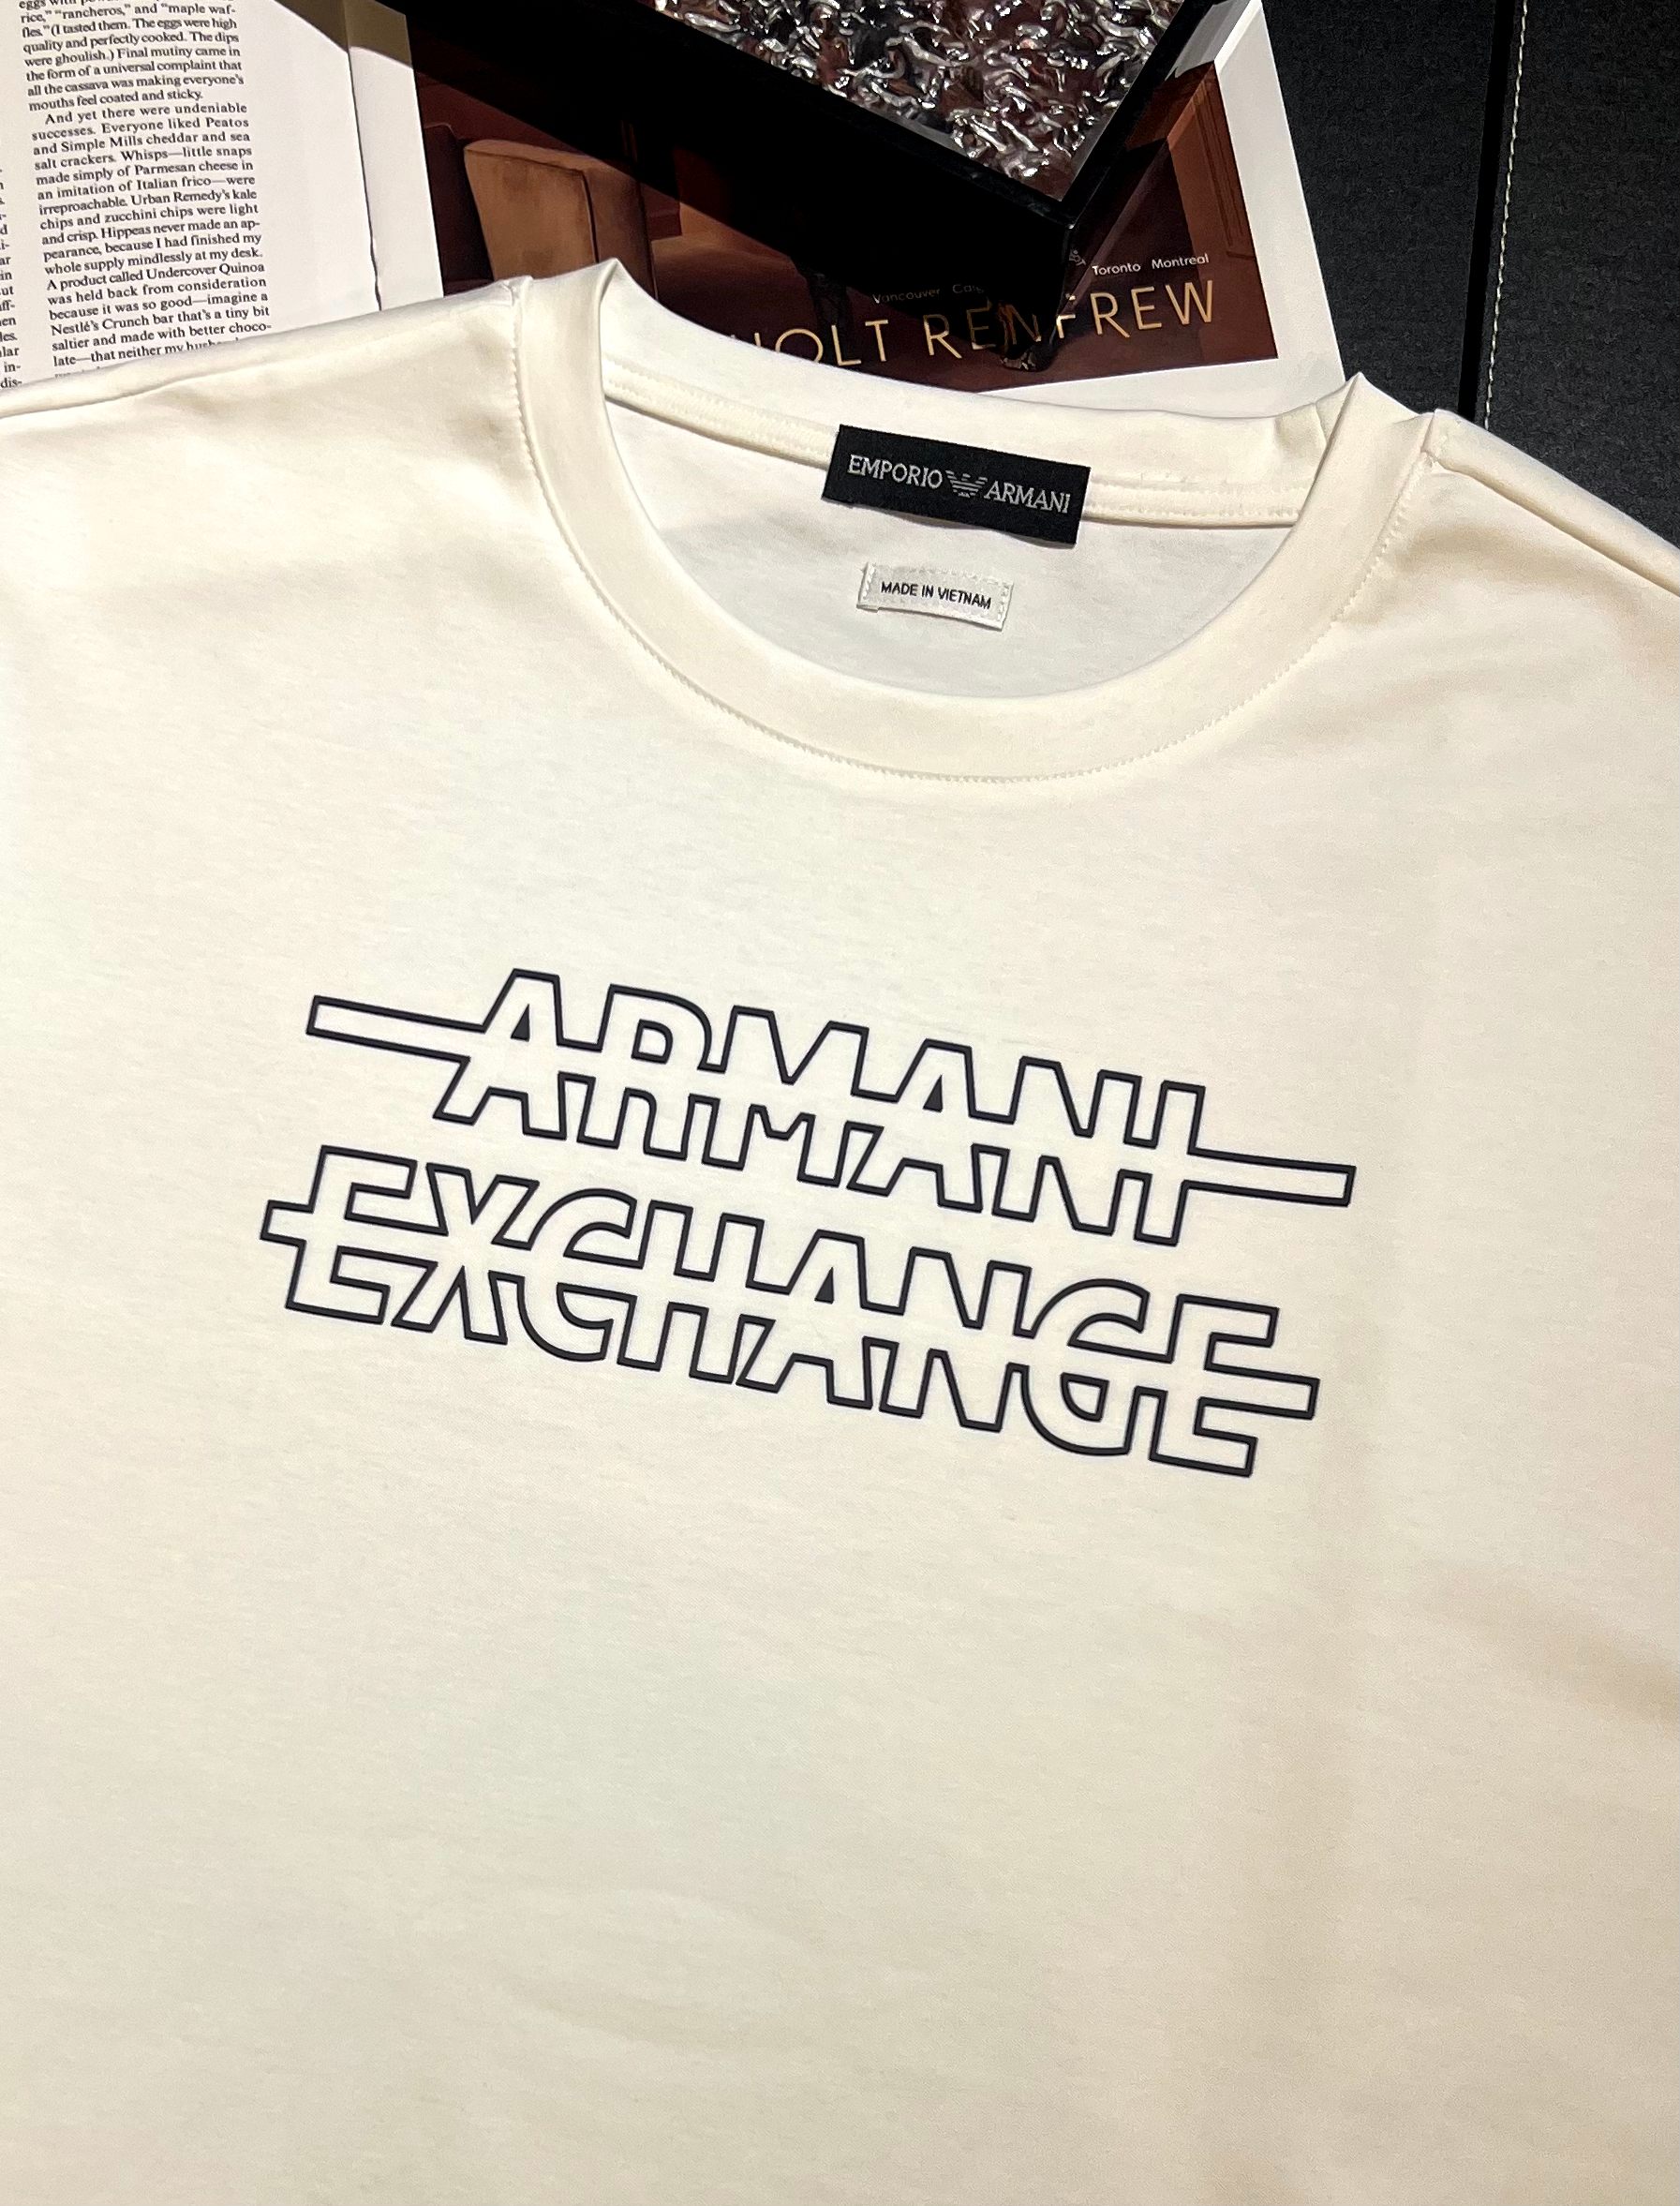 eggs with
rice," "rancheros," and "maple waf-
fles." (I tasted them. The eggs were high
quality and perfectly cooked. The dips
were ghoulish.) Final mutiny came in
the form of a universal complaint that
all the cassava was making everyone's
mouths feel coated and sticky.
And yet there were undeniable
successes. Everyone liked Peatos
and Simple Mills cheddar and sea
salt crackers. Whisps—little snaps
made simply of Parmesan cheese in
an imitation of Italian frico—were
irreproachable. Urban Remedy's kale
chips and zucchini chips were light
and crisp. Hippeas never made an ap-
pearance, because I had finished my
whole supply mindlessly at my desk.
A product called Undercover Quinoa
was held back from consideration
because it was so good—imagine a
Nestlé's Crunch bar that's a tiny bit
saltier and made with better choco-
late—that neither my
Vancouver Toronto Montreal
HOLT RENFREW
EMPORIO ARMANI
MADE IN VIETNAM
ARMANI
EXCHANGE